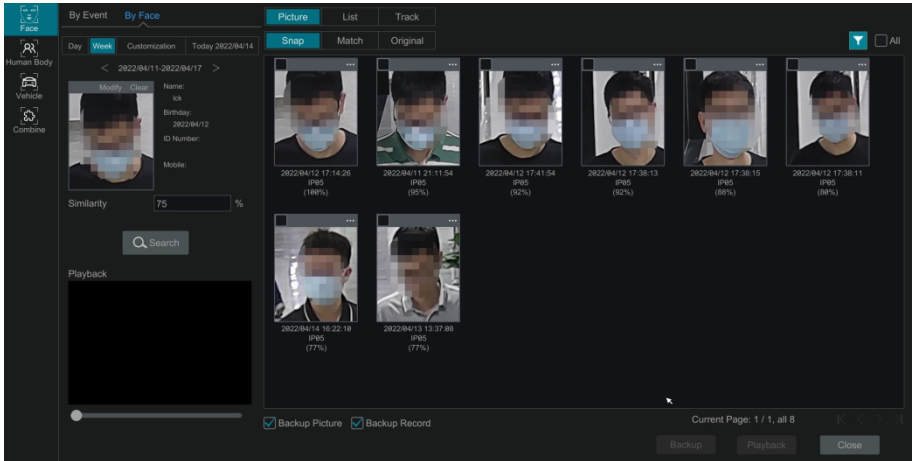 Face
Human Body
Vehicle
Combine
By Event By Face
Day Week Customization Today 2022/04/14
< 2022/04/11-2022/04/17 >
Modify Clear
Name:
lck
Birthday:
2022/04/12
ID Number:
Mobile:
Similarity 75 %
Search
Playback
Picture List Track
Snap Match Original
All
2022/04/12 17:14:26
IP05
(100%)
2022/04/11 21:11:54
IP05
(95%)
2022/04/12 17:41:54
IP05
(92%)
2022/04/12 17:38:13
IP05
(92%)
2022/04/12 17:38:15
IP05
(88%)
2022/04/12 17:38:11
IP05
(80%)
2022/04/14 16:22:10
IP05
(77%)
2022/04/13 13:37:08
IP05
(77%)
Backup Picture Backup Record
Current Page: 1 / 1, all 8
Backup Playback Close